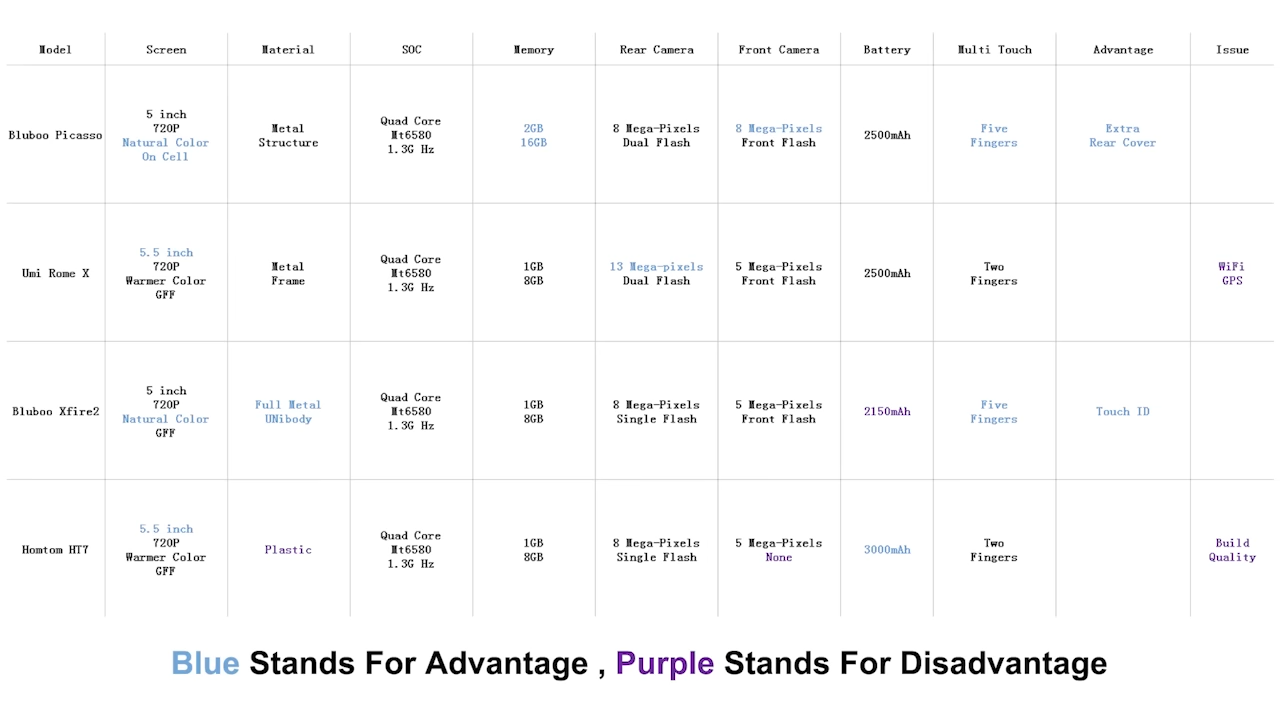 Model Screen Material SOC Memory Rear Camera Front Camera Battery Multi Touch Advantage Issue
Bluboo Picasso
5 inch
720P
Natural Color
On Cell
Metal
Structure
Quad Core
Mt6580
1.3G Hz
2GB
16GB
8 Mega-Pixels
Dual Flash
8 Mega-Pixels
Front Flash
2500mAh
Five
Fingers
Extra
Rear Cover
Umi Rome X
5.5 inch
720P
Warmer Color
GFF
Metal
Frame
Quad Core
Mt6580
1.3G Hz
1GB
8GB
13 Mega-pixels
Dual Flash
5 Mega-Pixels
Front Flash
2500mAh
Two
Fingers
WiFi
GPS
Bluboo Xfire2
5 inch
720P
Natural Color
GFF
Full Metal
UNibody
Quad Core
Mt6580
1.3G Hz
1GB
8GB
8 Mega-Pixels
Single Flash
5 Mega-Pixels
Front Flash
2150mAh
Five
Fingers
Touch ID
Homtom HT7
5.5 inch
720P
Warmer Color
GFF
Plastic
Quad Core
Mt6580
1.3G Hz
1GB
8GB
8 Mega-Pixels
Single Flash
5 Mega-Pixels
None
3000mAh
Two
Fingers
Build
Quality
Blue Stands For Advantage , Purple Stands For Disadvantage